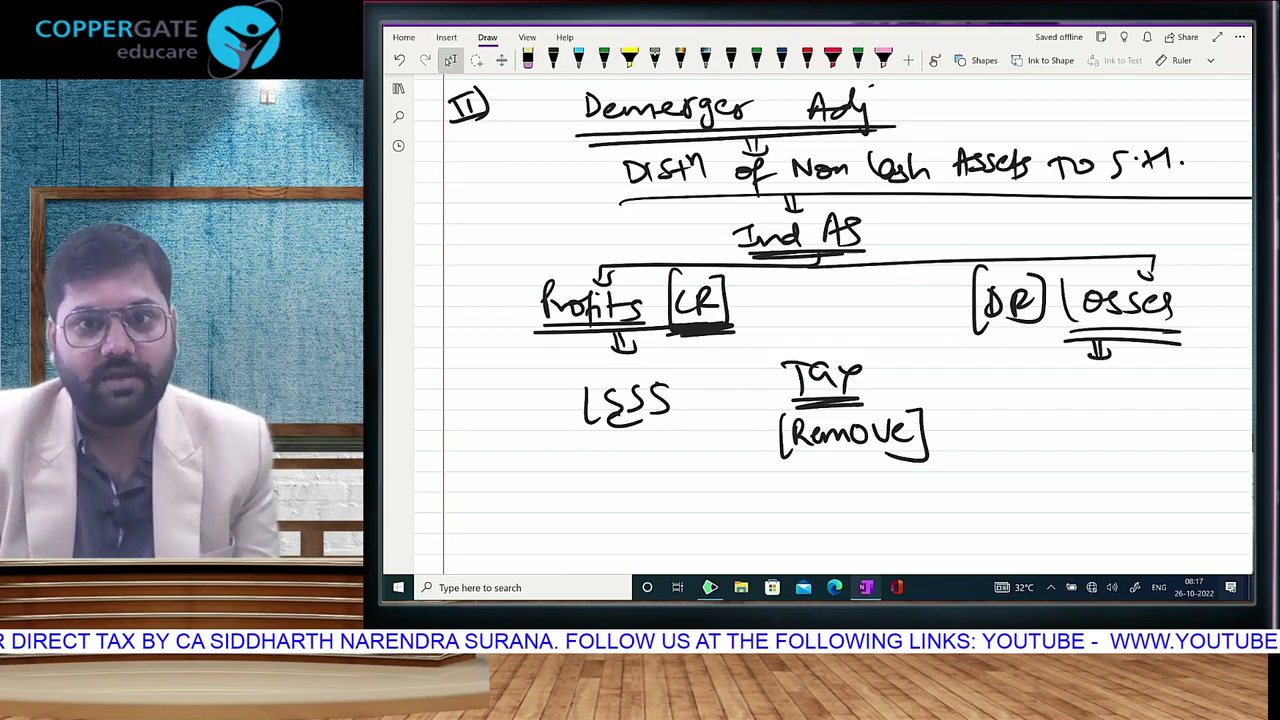 COPPERGATE
educare
Home Insert Draw View Help
Saved offline
Share
Shapes
Ink to Shape
Ink to Text
Ink to Math
Ruler
II) Demerger Adj
Distn of Non Cash Assets TO S.H.
Ind AS
Profits [CR]
[DR] Losses
LESS
TAX
[Remove]
Type here to search
32°C
ENG
08:17
26-10-2022
R DIRECT TAX BY CA SIDDHARTH NARENDRA SURANA. FOLLOW US AT THE FOLLOWING LINKS: YOUTUBE - WWW.YOUTUBE